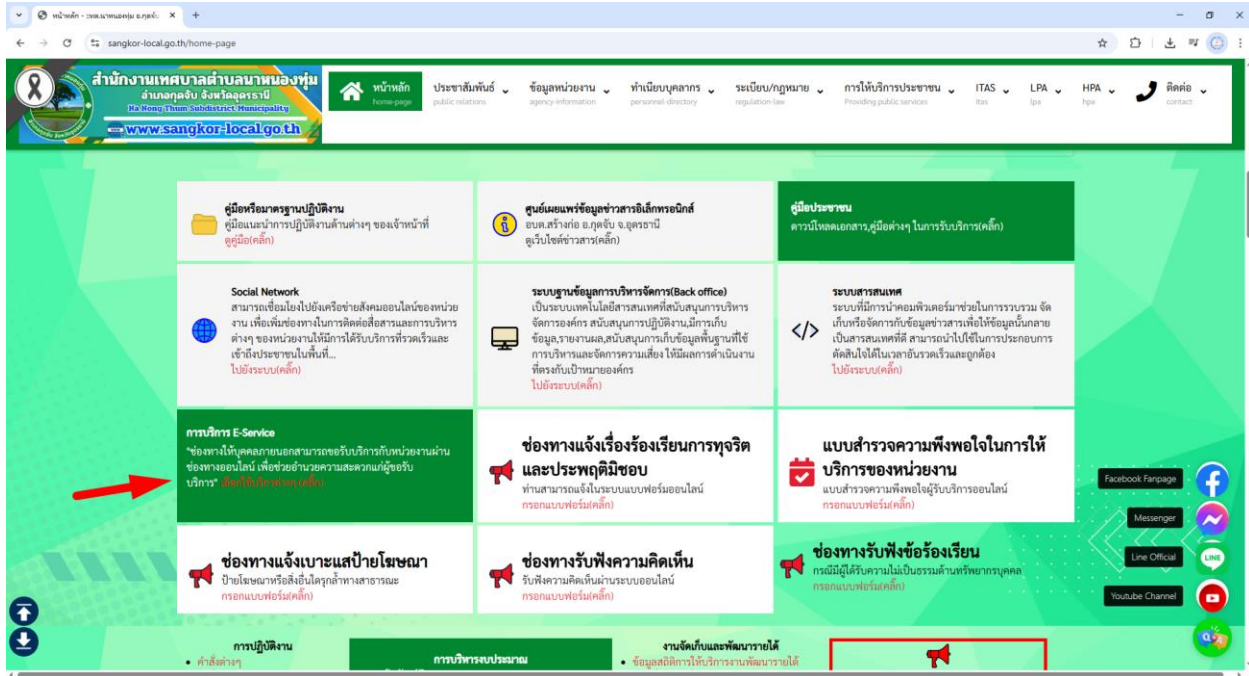 หน้าหลัก - :ทต.นาหนองทุ่ม อ.กุดจับ
sangkor-local.go.th/home-page
สำนักงานเทศบาลตำบลนาหนองทุ่ม
อำเภอกุดจับ จังหวัดอุดรธานี
Na Nong Thum Subdistrict Municipality
www.sangkor-local.go.th
หน้าหลัก
home-page
ประชาสัมพันธ์
public relations
ข้อมูลหน่วยงาน
agency-information
ทำเนียบบุคลากร
personnel-directory
ระเบียบ/กฎหมาย
regulation-law
การให้บริการประชาชน
Providing public services
ITAS
itas
LPA
lpa
HPA
hpa
ติดต่อ
contact
คู่มือหรือมาตรฐานปฏิบัติงาน
คู่มือแนะนำการปฏิบัติงานด้านต่างๆ ของเจ้าหน้าที่
ดูคู่มือ(คลิ๊ก)
ศูนย์เผยแพร่ข้อมูลข่าวสารอิเล็กทรอนิกส์
อบต.สร้างก่อ อ.กุดจับ จ.อุดรธานี
ดูเว็บไซต์ข่าวสาร(คลิ๊ก)
คู่มือประชาชน
ดาวน์โหลดเอกสาร,คู่มือต่างๆ ในการรับบริการ(คลิ๊ก)
Social Network
สามารถเชื่อมโยงไปยังเครือข่ายสังคมออนไลน์ของหน่วย
งาน เพื่อเพิ่มช่องทางในการติดต่อสื่อสารและการบริหาร
ต่างๆ ของหน่วยงานให้มีการได้รับบริการที่รวดเร็วและ
เข้าถึงประชาชนในพื้นที่...
ไปยังระบบ(คลิ๊ก)
ระบบฐานข้อมูลการบริหารจัดการ(Back office)
เป็นระบบเทคโนโลยีสารสนเทศที่สนับสนุนการบริหาร
จัดการองค์กร สนับสนุนการปฏิบัติงาน,มีการเก็บ
ข้อมูล,รายงานผล,สนับสนุนการเก็บข้อมูลพื้นฐานที่ใช้
การบริหารและจัดการความเสี่ยง ให้มีผลการดำเนินงาน
ที่ตรงกับเป้าหมายองค์กร
ไปยังระบบ(คลิ๊ก)
ระบบสารสนเทศ
ระบบที่มีการนำคอมพิวเตอร์มาช่วยในการรวบรวม จัด
เก็บหรือจัดการกับข้อมูลข่าวสารเพื่อให้ข้อมูลนั้นกลาย
เป็นสารสนเทศที่ดี สามารถนำไปใช้ในการประกอบการ
ตัดสินใจได้ในเวลาอันรวดเร็วและถูกต้อง
ไปยังระบบ(คลิ๊ก)
การบริการ E-Service
"ช่องทางให้บุคคลภายนอกสามารถขอรับบริการกับหน่วยงานผ่าน
ช่องทางออนไลน์ เพื่อช่วยอำนวยความสะดวกแก่ผู้ขอรับ
บริการ" เลือกใช้บริการต่างๆ (คลิ๊ก)
ช่องทางแจ้งเรื่องร้องเรียนการทุจริต
และประพฤติมิชอบ
ท่านสามารถแจ้งในระบบแบบฟอร์มออนไลน์
กรอกแบบฟอร์ม(คลิ๊ก)
แบบสำรวจความพึงพอใจในการให้
บริการของหน่วยงาน
แบบสำรวจความพึงพอใจผู้รับบริการออนไลน์
กรอกแบบฟอร์ม(คลิ๊ก)
ช่องทางแจ้งเบาะแสป้ายโฆษณา
ป้ายโฆษณาหรือสิ่งอื่นใดรุกล้ำทางสาธารณะ
กรอกแบบฟอร์ม(คลิ๊ก)
ช่องทางรับฟังความคิดเห็น
รับฟังความคิดเห็นผ่านระบบออนไลน์
กรอกแบบฟอร์ม(คลิ๊ก)
ช่องทางรับฟังข้อร้องเรียน
กรณีมีผู้ได้รับความไม่เป็นธรรมด้านทรัพยากรบุคคล
กรอกแบบฟอร์ม(คลิ๊ก)
Facebook Fanpage
Messenger
Line Official
LINE
Youtube Channel
Q&A
การปฏิบัติงาน
คำสั่งต่างๆ
การบริหารงบประมาณ
งานจัดเก็บและพัฒนารายได้
ข้อมูลสถิติการให้บริการงานพัฒนารายได้